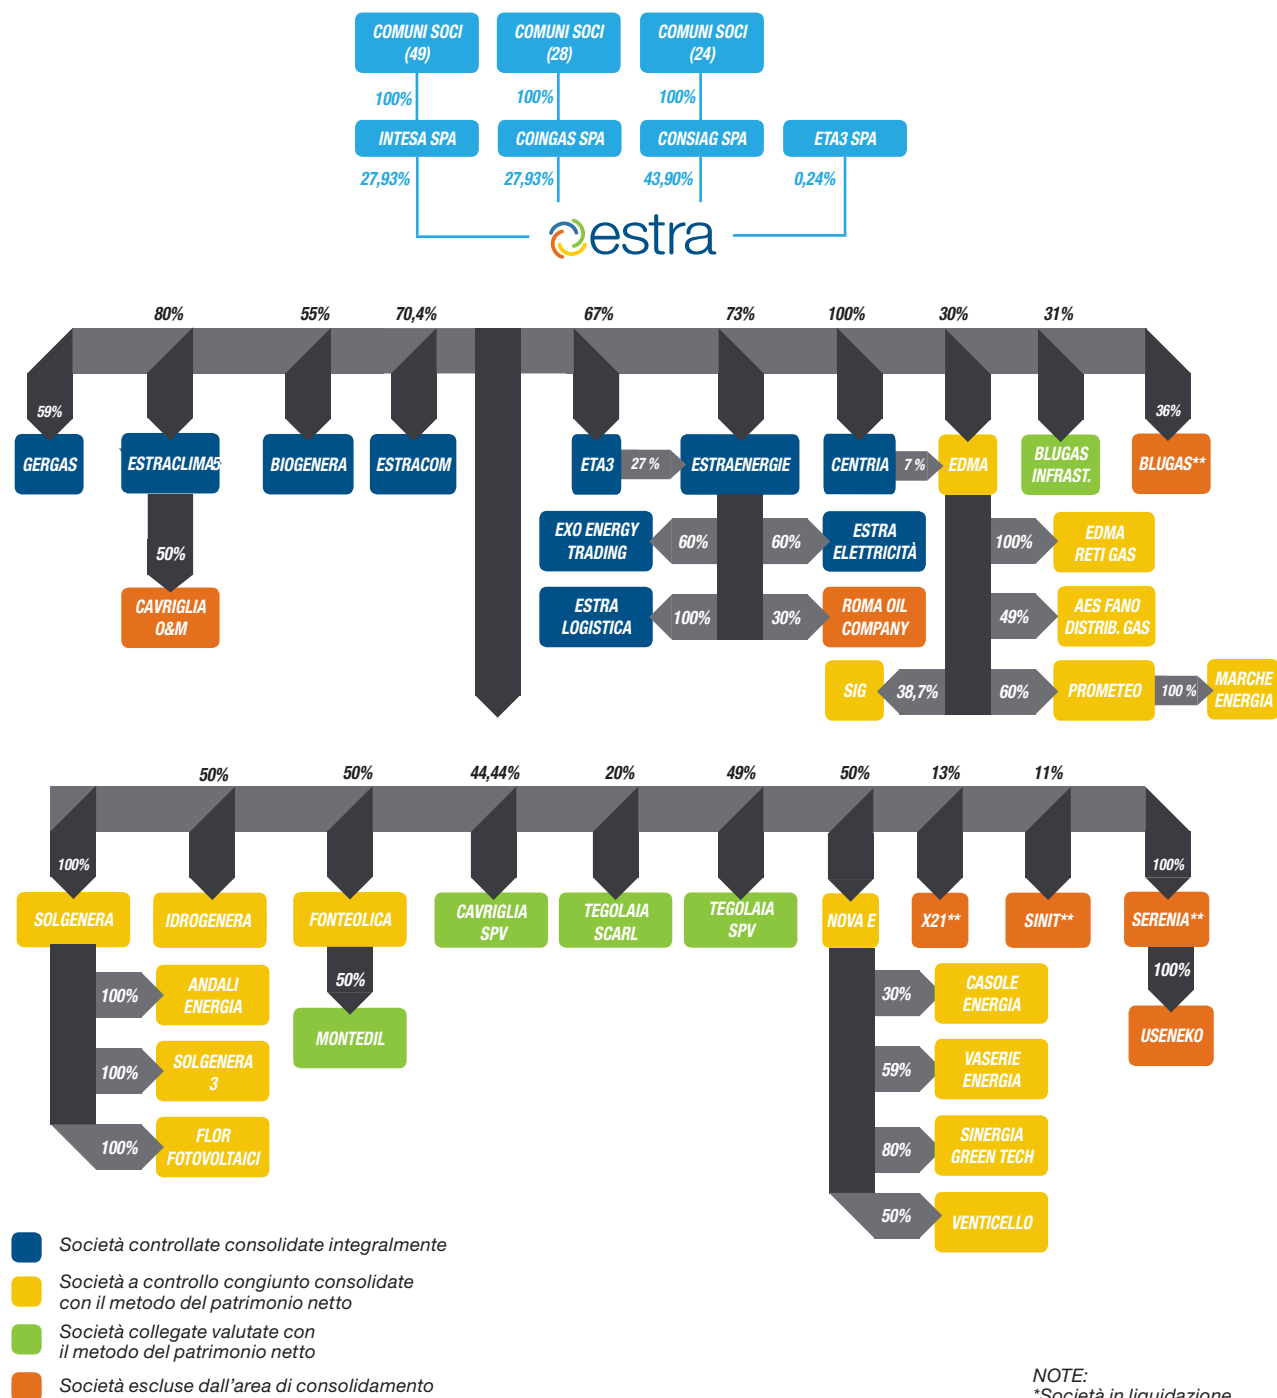 COMUNI SOCI
(49)
COMUNI SOCI
(28)
COMUNI SOCI
(24)
100%
100%
100%
INTESA SPA
COINGAS SPA
CONSIAG SPA
ETA3 SPA
27,93%
27,93%
43,90%
0,24%
estra
80%
55%
70,4%
67%
73%
100%
30%
31%
59%
36%
GERGAS
ESTRACLIMA5
BIOGENERA
ESTRACOM
ETA3
27 %
ESTRAENERGIE
CENTRIA
7 %
EDMA
BLUGAS
INFRAST.
BLUGAS**
EXO ENERGY
TRADING
60%
60%
ESTRA
ELETTRICITÀ
100%
EDMA
RETI GAS
50%
CAVRIGLIA
O&M
ESTRA
LOGISTICA
100%
30%
ROMA OIL
COMPANY
49%
AES FANO
DISTRIB. GAS
SIG
38,7%
60%
PROMETEO
100 %
MARCHE
ENERGIA
50%
50%
44,44%
20%
49%
50%
13%
11%
100%
100%
SOLGENERA
IDROGENERA
FONTEOLICA
CAVRIGLIA
SPV
TEGOLAIA
SCARL
TEGOLAIA
SPV
NOVA E
X21**
SINIT**
SERENIA**
100%
ANDALI
ENERGIA
50%
30%
CASOLE
ENERGIA
100%
MONTEDIL
USENEKO
100%
SOLGENERA
3
59%
VASERIE
ENERGIA
100%
FLOR
FOTOVOLTAICI
80%
SINERGIA
GREEN TECH
50%
VENTICELLO
Società controllate consolidate integralmente
Società a controllo congiunto consolidate
con il metodo del patrimonio netto
Società collegate valutate con
il metodo del patrimonio netto
Società escluse dall'area di consolidamento
NOTE:
*Società in liquidazione